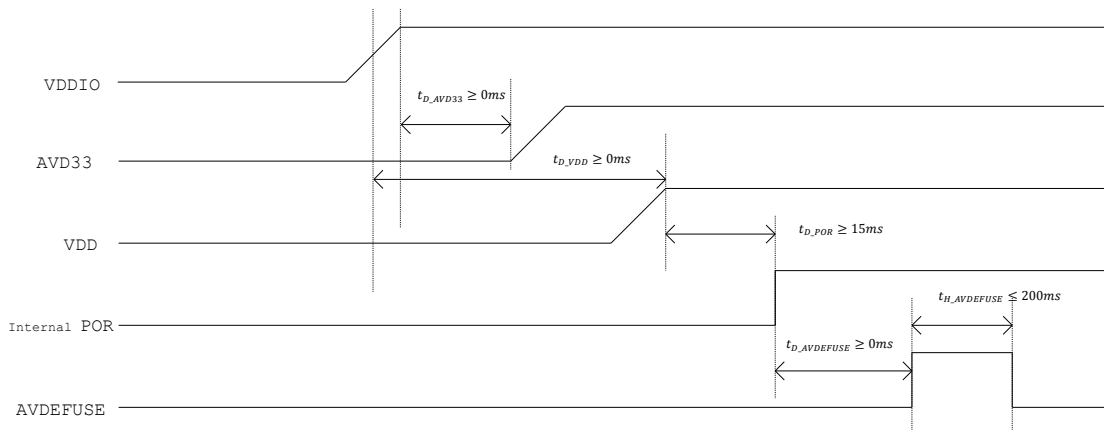 VDDIO
t_D_AVD33 ≥ 0ms
AVD33
t_D_VDD ≥ 0ms
VDD
t_D_POR ≥ 15ms
Internal POR
t_H_AVDEFUSE ≤ 200ms
t_D_AVDEFUSE ≥ 0ms
AVDEFUSE